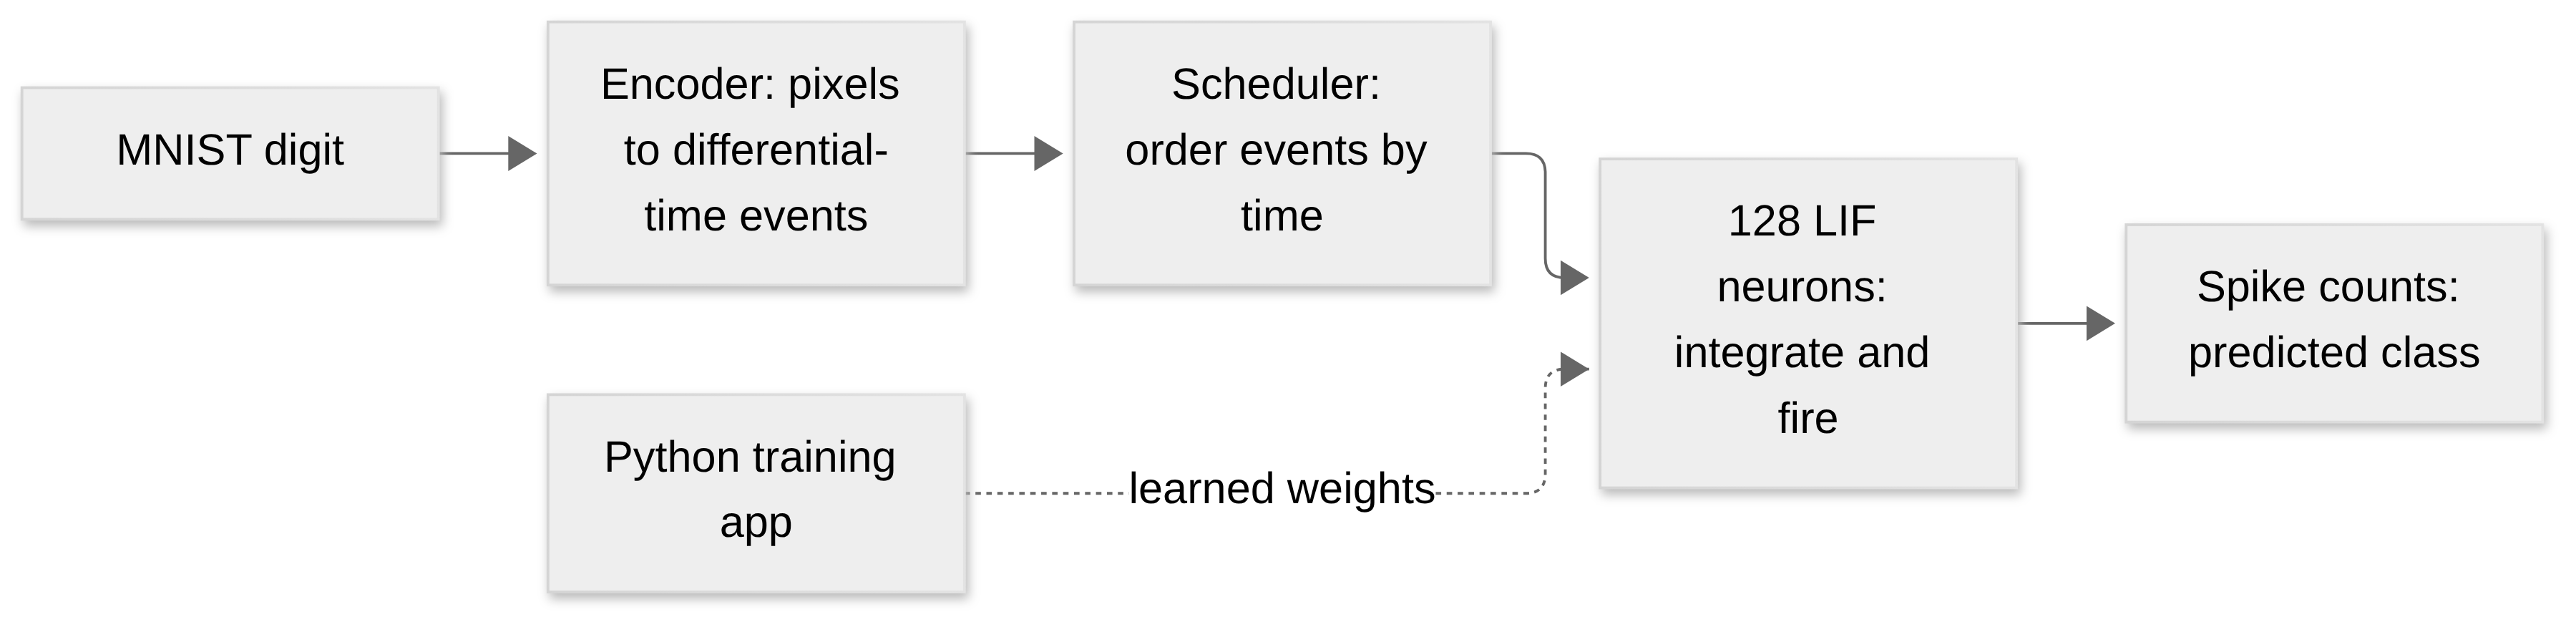 MNIST digit
Encoder: pixels
to differential-
time events
Scheduler:
order events by
time
128 LIF
neurons:
integrate and
fire
Spike counts:
predicted class
Python training
app
learned weights